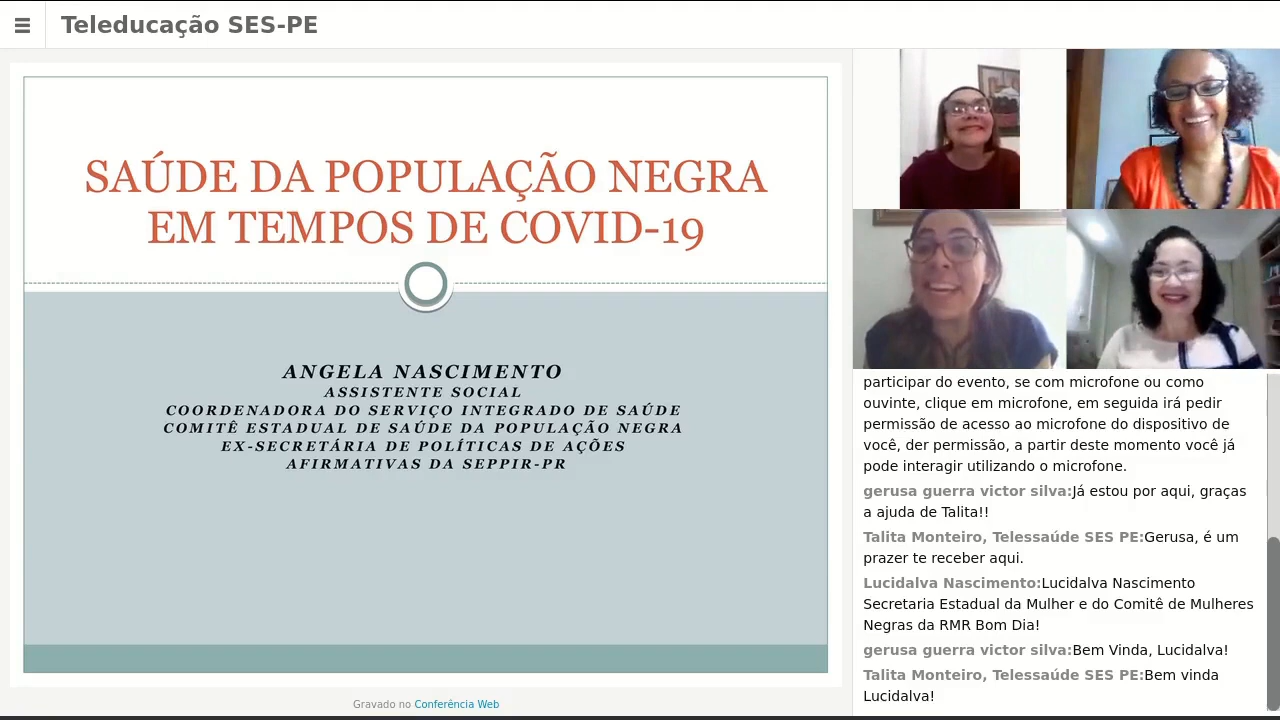 Teleducação SES-PE
SAÚDE DA POPULAÇÃO NEGRA
EM TEMPOS DE COVID-19
ANGELA NASCIMENTO
ASSISTENTE SOCIAL
COORDENADORA DO SERVIÇO INTEGRADO DE SAÚDE
COMITÊ ESTADUAL DE SAÚDE DA POPULAÇÃO NEGRA
EX-SECRETÁRIA DE POLÍTICAS DE AÇÕES
AFIRMATIVAS DA SEPPIR-PR
Gravado no Conferência Web
participar do evento, se com microfone ou como
ouvinte, clique em microfone, em seguida irá pedir
permissão de acesso ao microfone do dispositivo de
você, der permissão, a partir deste momento você já
pode interagir utilizando o microfone.
gerusa guerra victor silva:Já estou por aqui, graças
a ajuda de Talita!!
Talita Monteiro, Telessaúde SES PE:Gerusa, é um
prazer te receber aqui.
Lucidalva Nascimento:Lucidalva Nascimento
Secretaria Estadual da Mulher e do Comitê de Mulheres
Negras da RMR Bom Dia!
gerusa guerra victor silva:Bem Vinda, Lucidalva!
Talita Monteiro, Telessaúde SES PE:Bem vinda
Lucidalva!